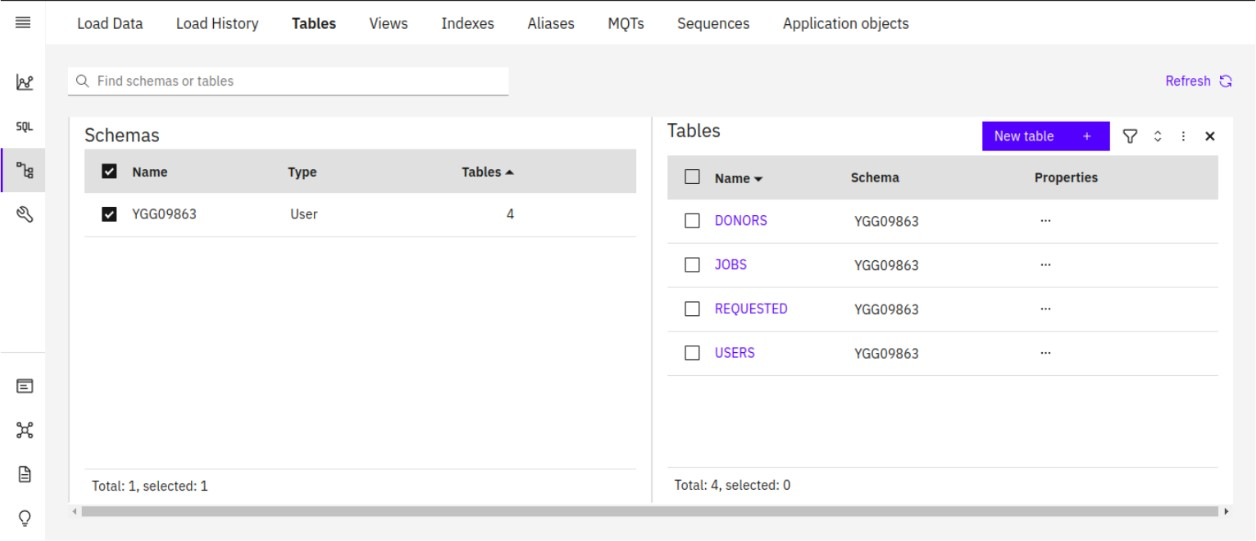 Load Data Load History Tables Views Indexes Aliases MQTs Sequences Application objects
Find schemas or tables
Refresh
SQL
Schemas
Name Type Tables
YGG09863 User 4
Total: 1, selected: 1
Tables
New table +
Name Schema Properties
DONORS YGG09863 ...
JOBS YGG09863 ...
REQUESTED YGG09863 ...
USERS YGG09863 ...
Total: 4, selected: 0